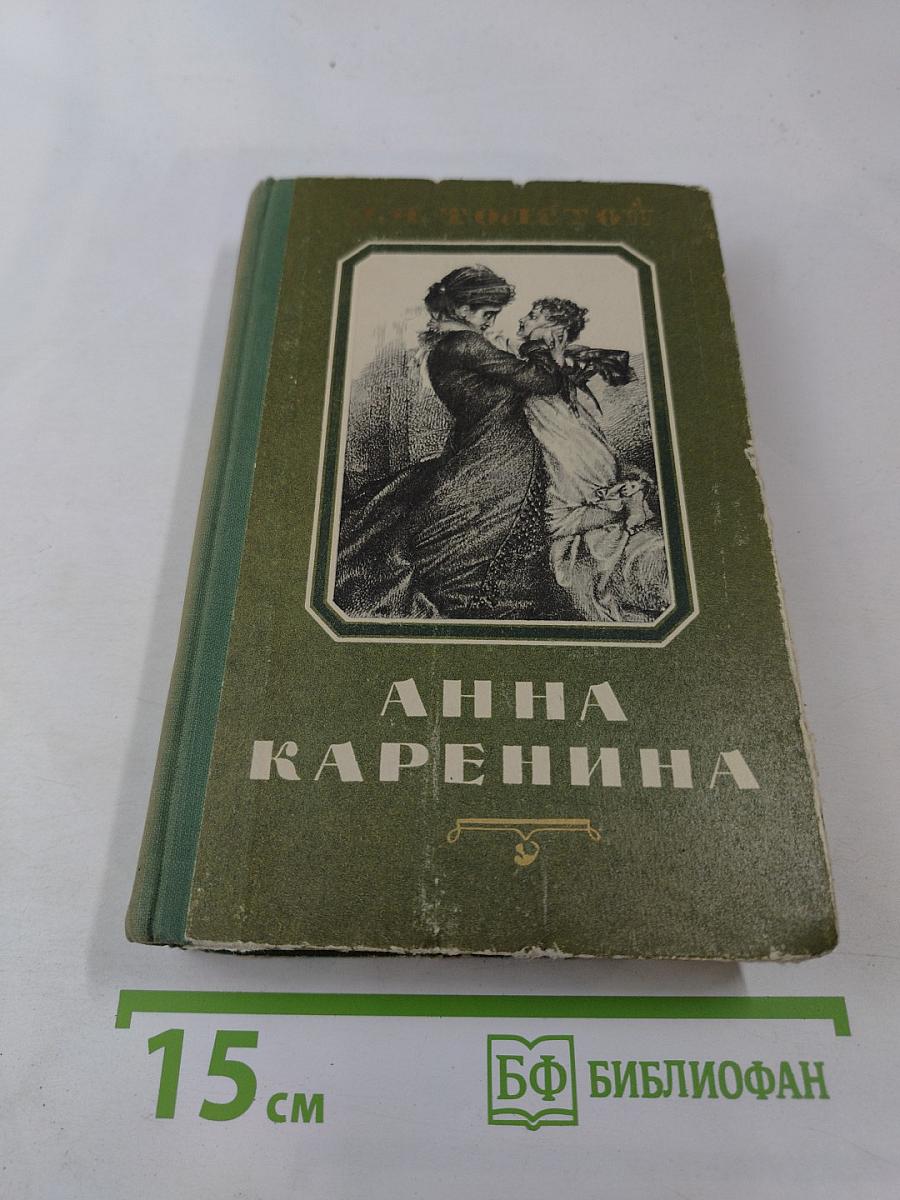 Л.Н. ТОЛСТОЙ
АННА
КАРЕНИНА
15 см
БФ БИБЛИОФАН